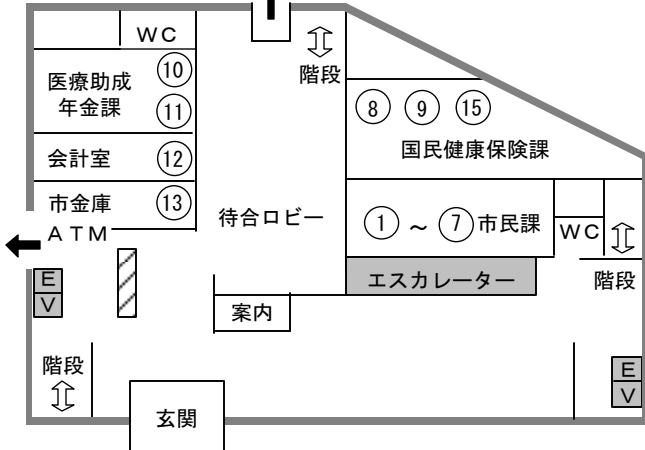 WC
階段
医療助成
年金課
⑩
⑪
⑧ ⑨ ⑮
国民健康保険課
会計室 ⑫
市金庫 ⑬
ATM
待合ロビー
① ～ ⑦ 市民課
WC
階段
エスカレーター
EV
案内
階段
EV
玄関